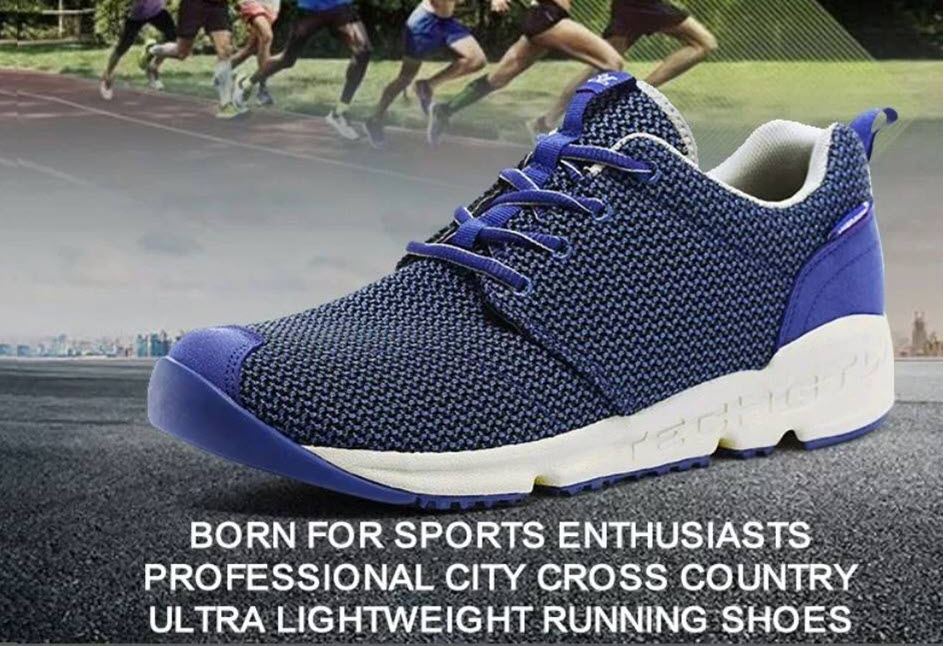 BORN FOR SPORTS ENTHUSIASTS
PROFESSIONAL CITY CROSS COUNTRY
ULTRA LIGHTWEIGHT RUNNING SHOES